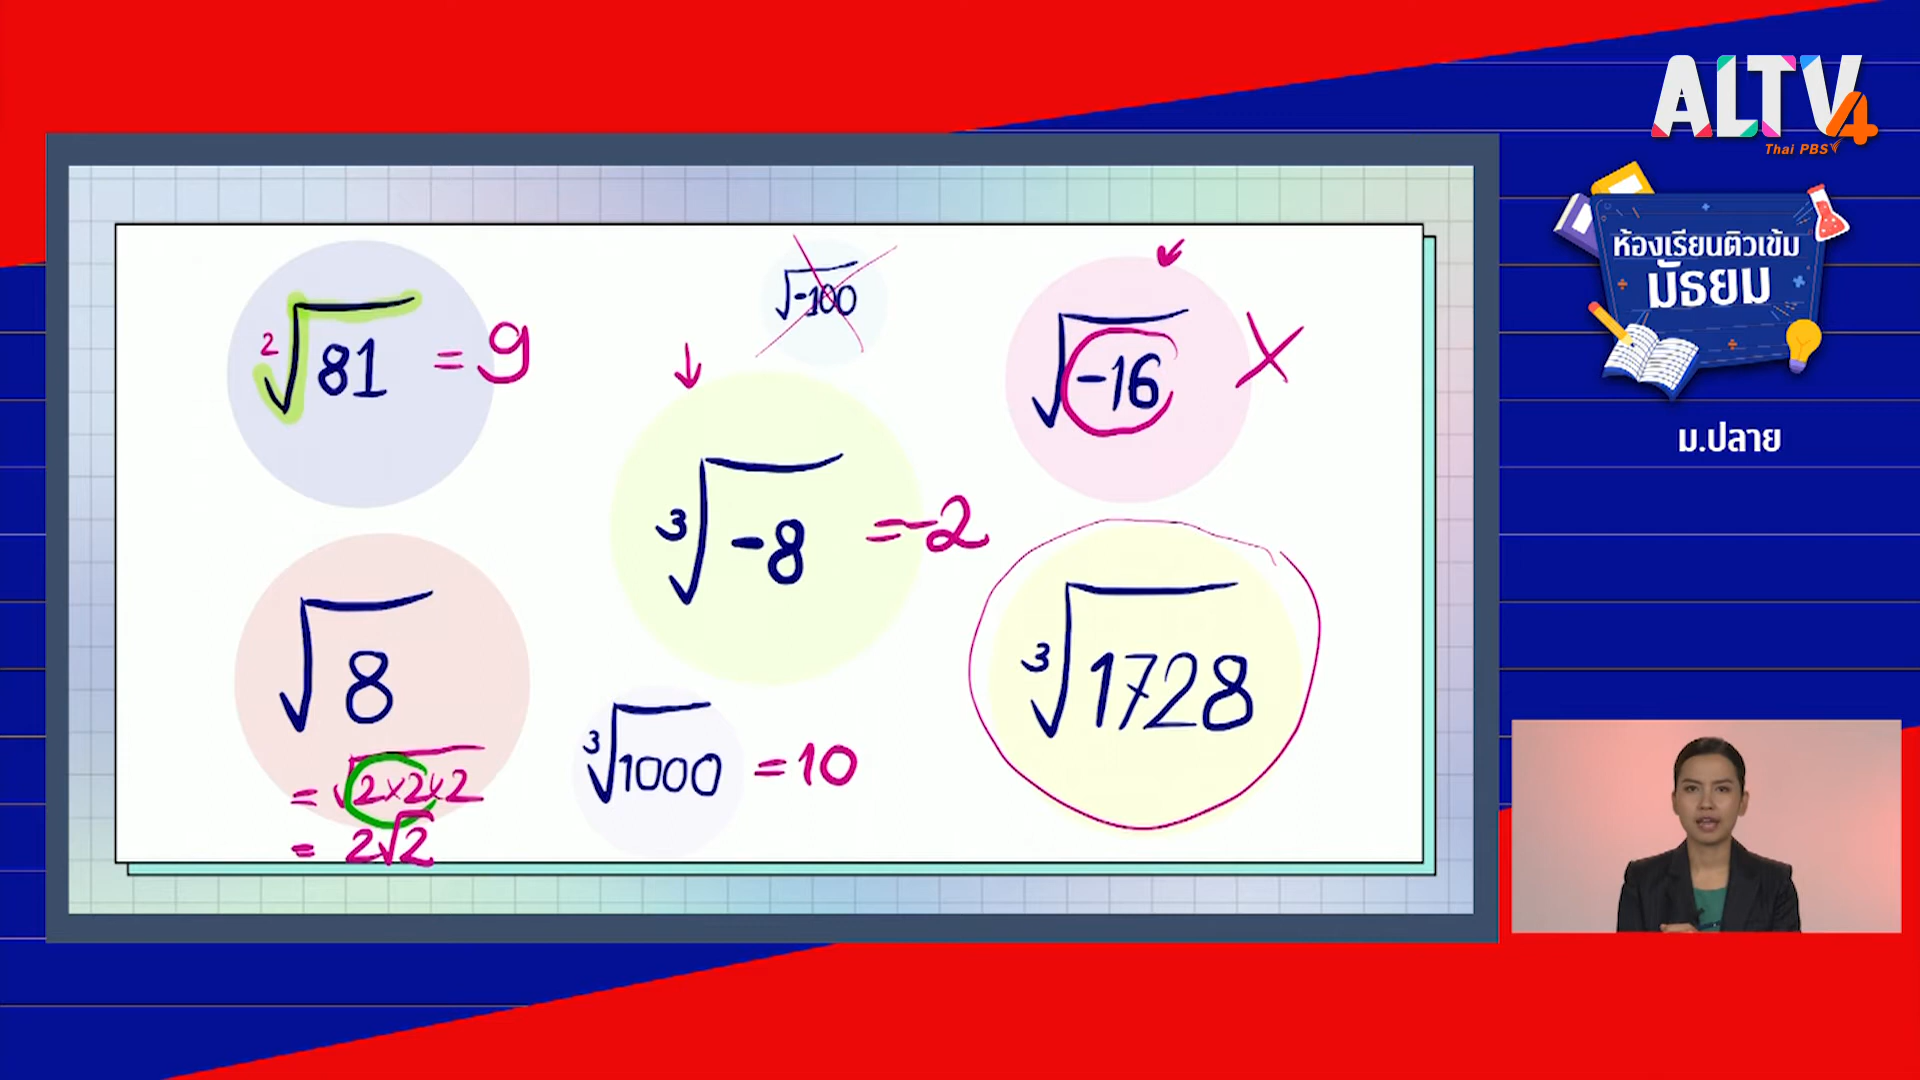 ALTV4
Thai PBS
ห้องเรียนติวเข้ม
มัธยม
ม.ปลาย
²√81 = 9
√-100
√-16 X
³√-8 = -2
√8
= √2×2×2
= 2√2
³√1000 = 10
³√1728